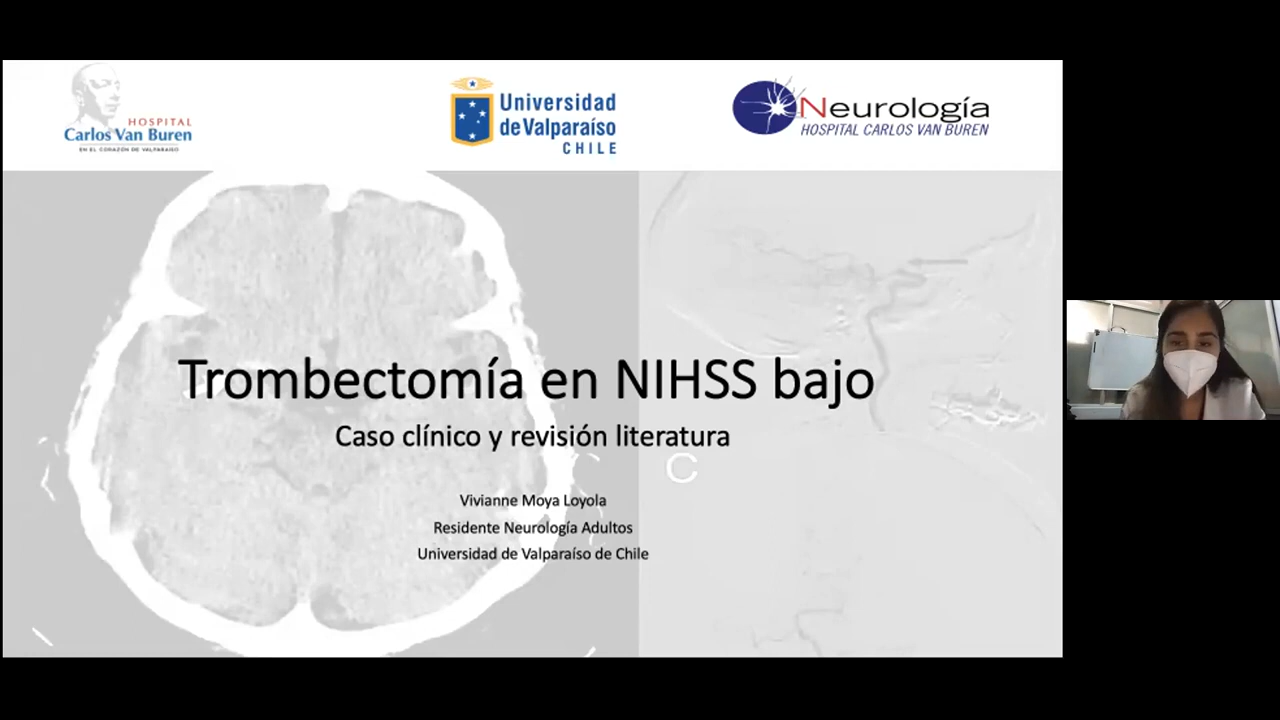 HOSPITAL
Carlos Van Buren
EN EL CORAZÓN DE VALPARAÍSO
Universidad
de Valparaíso
CHILE
Neurología
HOSPITAL CARLOS VAN BUREN
Trombectomía en NIHSS bajo
Caso clínico y revisión literatura
C
Vivianne Moya Loyola
Residente Neurología Adultos
Universidad de Valparaíso de Chile